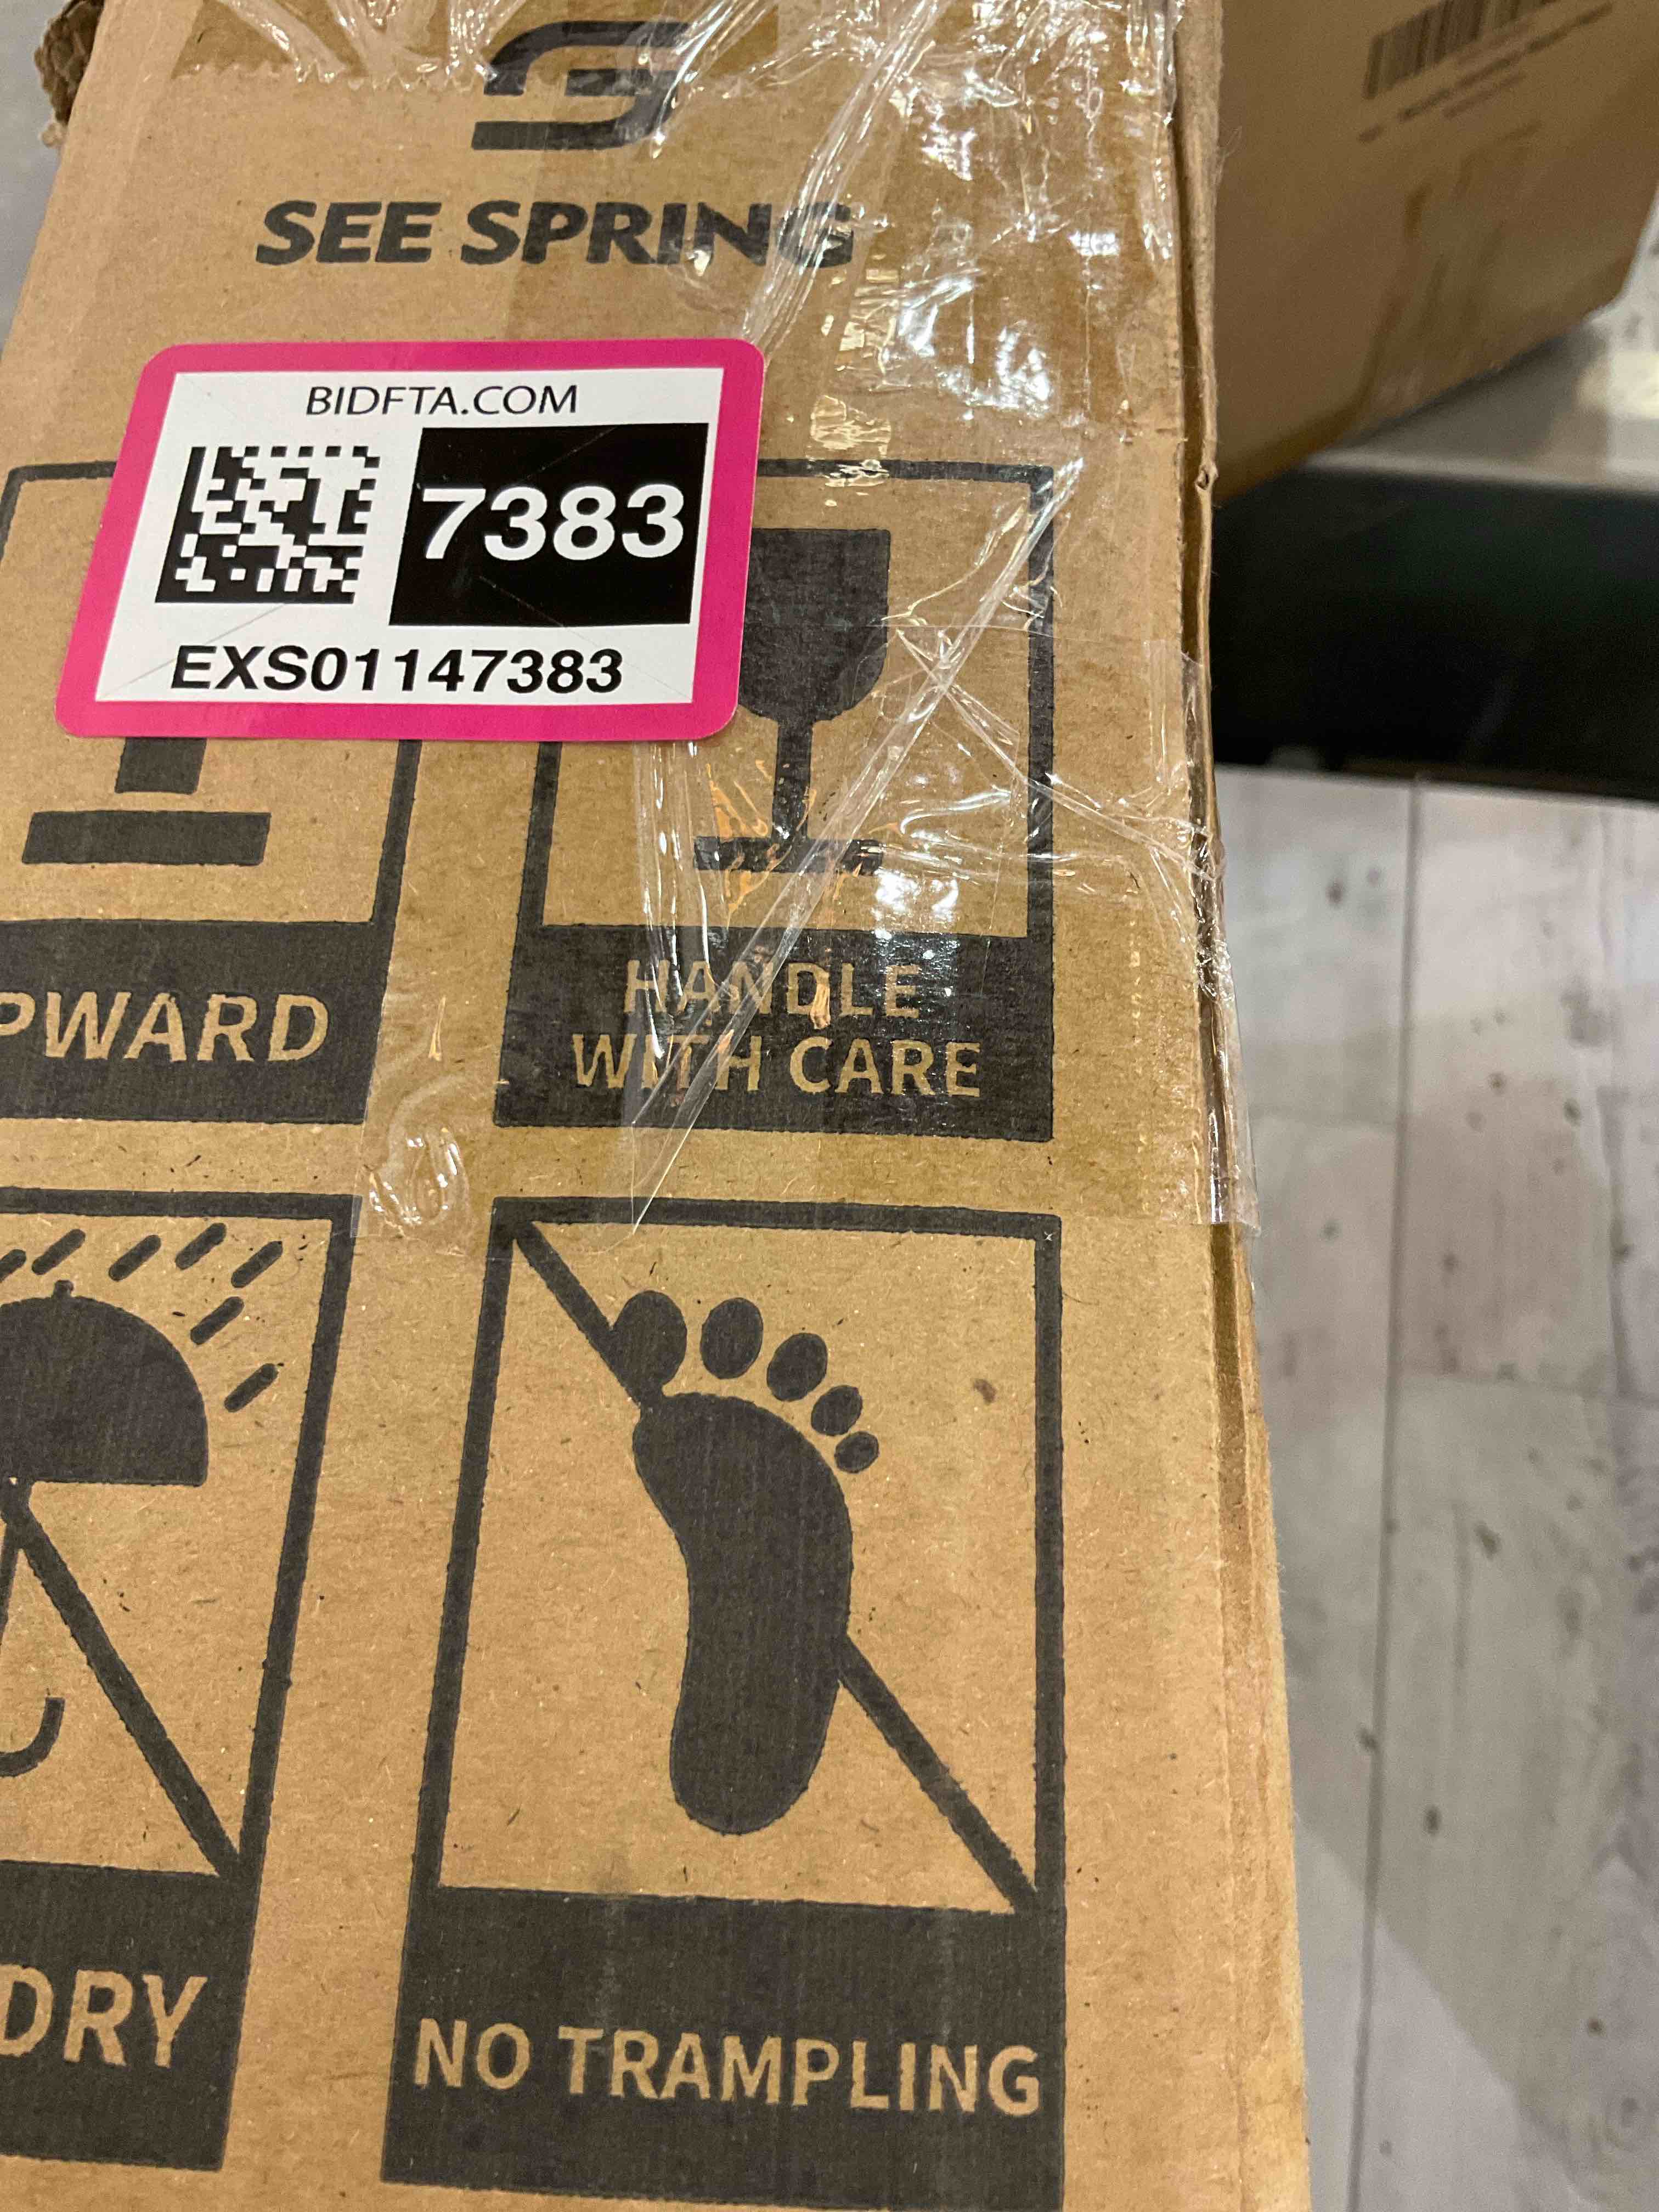 SEE SPRING
BIDFTA.COM
7383
EXS01147383
PWARD
HANDLE
WITH CARE
DRY
NO TRAMPLING